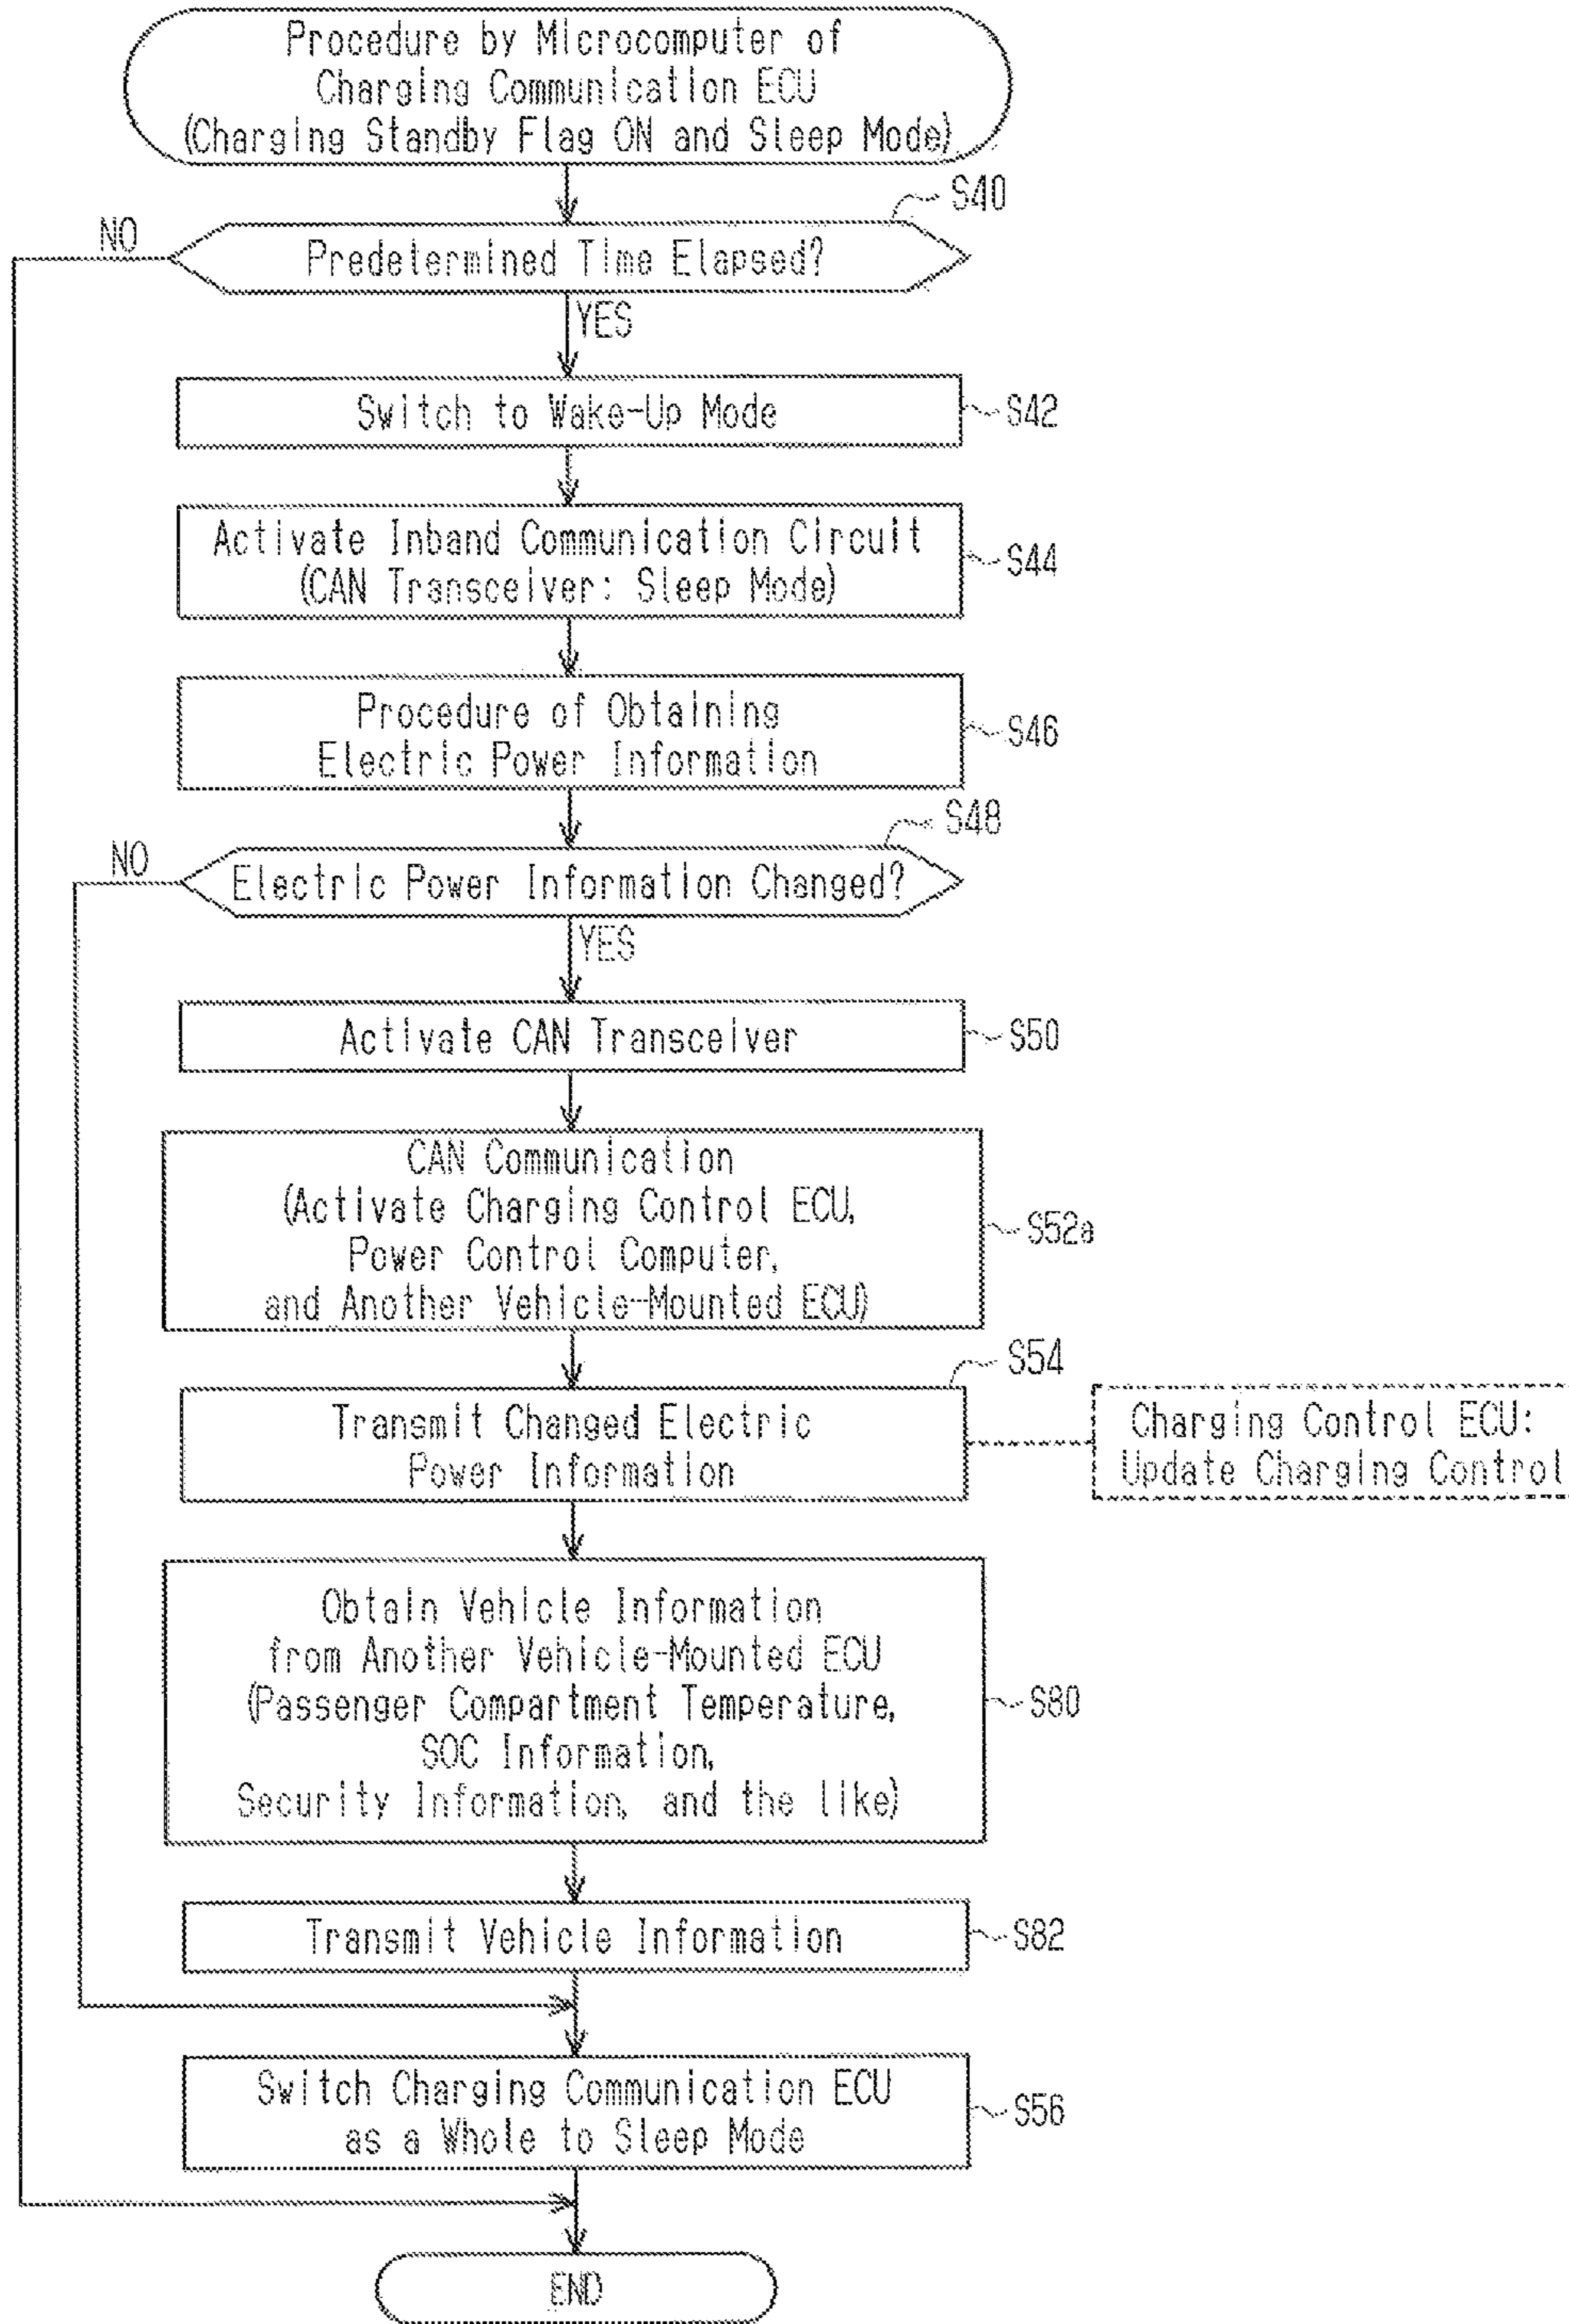 Procedure by Microcomputer of
Charging Communication ECU
(Charging Standby Flag ON and Sleep Mode)
S40
NO
Predetermined Time Elapsed?
YES
Switch to Wake-Up Mode
S42
Activate Inband Communication Circuit
(CAN Transceiver: Sleep Mode)
S44
Procedure of Obtaining
Electric Power Information
S46
S48
NO
Electric Power Information Changed?
YES
Activate CAN Transceiver
S50
CAN Communication
(Activate Charging Control ECU,
Power Control Computer,
and Another Vehicle-Mounted ECU)
S52a
S54
Transmit Changed Electric
Power Information
Charging Control ECU:
Update Charging Control
Obtain Vehicle Information
from Another Vehicle-Mounted ECU
(Passenger Compartment Temperature,
SOC Information,
Security Information, and the like)
S80
Transmit Vehicle Information
S82
Switch Charging Communication ECU
as a Whole to Sleep Mode
S56
END